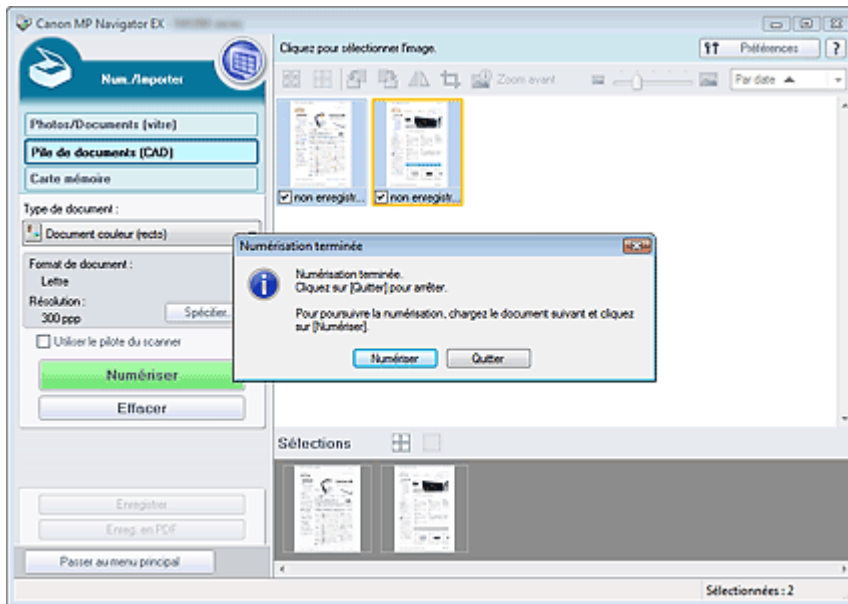 Canon MP Navigator EX
Cliquez pour sélectionner l'image.
Préférences
?
Num./Importer
Zoom avant
Par date
Photos/Documents (vitre)
Pile de documents (CAD)
Carte mémoire
non enregistr...
non enregistr...
Type de document :
Document couleur (recto)
Format de document :
Lettre
Résolution :
300 ppp
Spécifier...
Utiliser le pilote du scanner
Numériser
Effacer
Numérisation terminée
Numérisation terminée.
Cliquez sur [Quitter] pour arrêter.
Pour poursuivre la numérisation, chargez le document suivant et cliquez
sur [Numériser].
Numériser
Quitter
Sélections
Enregistrer
Enreg. en PDF
Passer au menu principal
Sélectionnées : 2